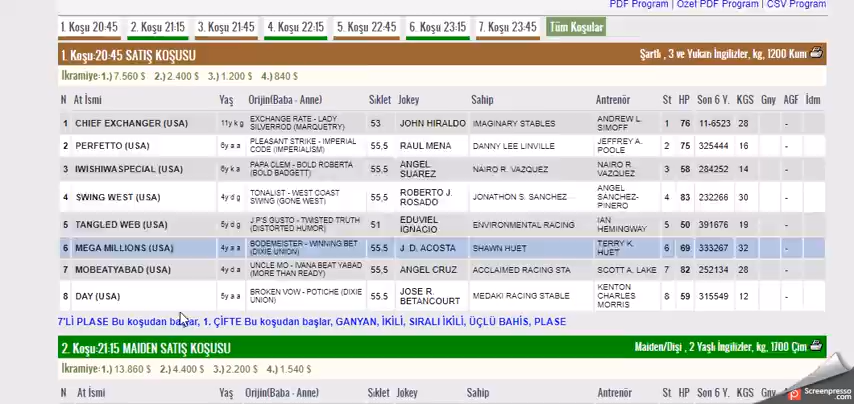 PDF Program | Özet PDF Program | CSV Program
1. Koşu 20:45 2. Koşu 21:15 3. Koşu 21:45 4. Koşu 22:15 5. Koşu 22:45 6. Koşu 23:15 7. Koşu 23:45 Tüm Koşular
1. Koşu:20:45 SATIŞ KOŞUSU Şartlı , 3 ve Yukarı İngilizler, kg, 1200 Kum
İkramiye:1.) 7.560 $ 2.) 2.400 $ 3.) 1.200 $ 4.) 840 $
N At İsmi Yaş Orijin(Baba - Anne) Sıklet Jokey Sahip Antrenör St HP Son 6 Y. KGS Gny AGF İdm
1 CHIEF EXCHANGER (USA) 11y k g EXCHANGE RATE - LADY SILVERROD (MARQUETRY) 53 JOHN HIRALDO IMAGINARY STABLES ANDREW L. SIMOFF 1 76 11-6523 28 -
2 PERFETTO (USA) 6y a a PLEASANT STRIKE - IMPERIAL CODE (IMPERIALISM) 55,5 RAUL MENA DANNY LEE LINVILLE JEFFREY A. POOLE 2 75 325444 16 -
3 IWISHIWASPECIAL (USA) 6y k a PAPA CLEM - BOLD ROBERTA (BOLD BADGETT) 55,5 ANGEL SUAREZ NAIRO R. VAZQUEZ NAIRO R. VAZQUEZ 3 58 284252 14 -
4 SWING WEST (USA) 4y d g TONALIST - WEST COAST SWING (GONE WEST) 55,5 ROBERTO J. ROSADO JONATHON S. SANCHEZ ANGEL SANCHEZ-PINERO 4 83 232266 30 -
5 TANGLED WEB (USA) 5y d g J.P.'S GUSTO - TWISTED TRUTH (DISTORTED HUMOR) 51 EDUVIEL IGNACIO ENVIRONMENTAL RACING IAN HEMINGWAY 5 50 391676 19 -
6 MEGA MILLIONS (USA) 4y a a BODEMEISTER - WINNING BET (DIXIE UNION) 55,5 J. D. ACOSTA SHAWN HUET TERRY K. HUET 6 69 333267 32 -
7 MOBEATYABAD (USA) 4y d a UNCLE MO - IVANA BEAT YABAD (MORE THAN READY) 55,5 ANGEL CRUZ ACCLAIMED RACING STA SCOTT A. LAKE 7 82 252134 28 -
8 DAY (USA) 5y a a BROKEN VOW - POTICHE (DIXIE UNION) 55,5 JOSE R. BETANCOURT MEDAKI RACING STABLE KENTON CHARLES MORRIS 8 59 315549 12 -
7'Lİ PLASE Bu koşudan başlar, 1. ÇİFTE Bu koşudan başlar, GANYAN, İKİLİ, SIRALI İKİLİ, ÜÇLÜ BAHİS, PLASE
2. Koşu:21:15 MAIDEN SATIŞ KOŞUSU Maiden/Dişi , 2 Yaşlı İngilizler, kg, 1700 Çim
İkramiye:1.) 13.860 $ 2.) 4.400 $ 3.) 2.200 $ 4.) 1.540 $
N At İsmi Yaş Orijin(Baba - Anne) Sıklet Jokey Sahip Antrenör St HP Son 6 Y. KGS Gny
Screenpresso.com